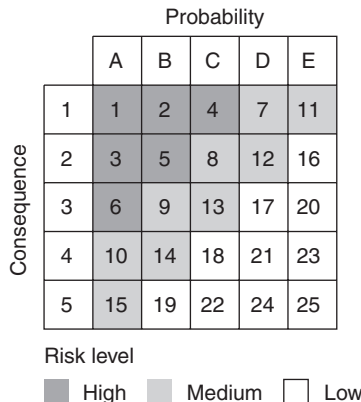 Probability
A B C D E
1 1 2 4 7 11
2 3 5 8 12 16
3 6 9 13 17 20
4 10 14 18 21 23
5 15 19 22 24 25
Consequence
Risk level
High Medium Low